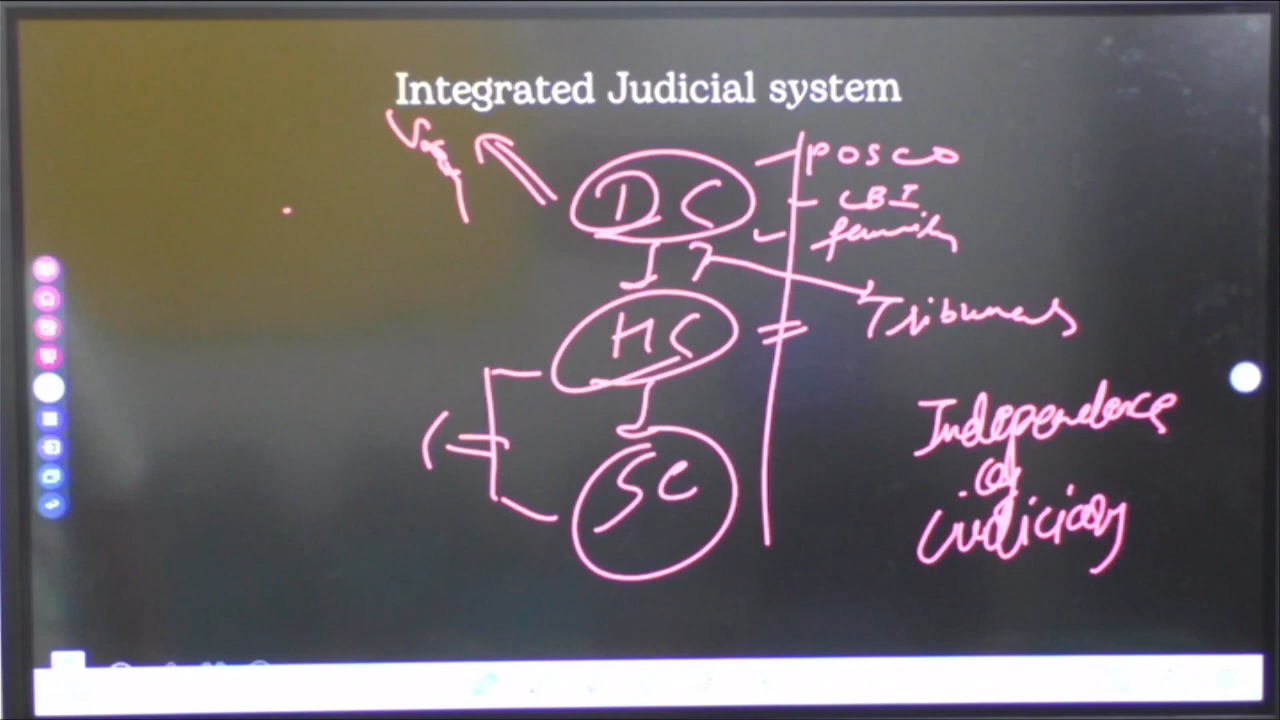 Integrated Judicial system
DC
POSCO
CBI
family
HC
Tribunals
SC
Independence
of
judiciary